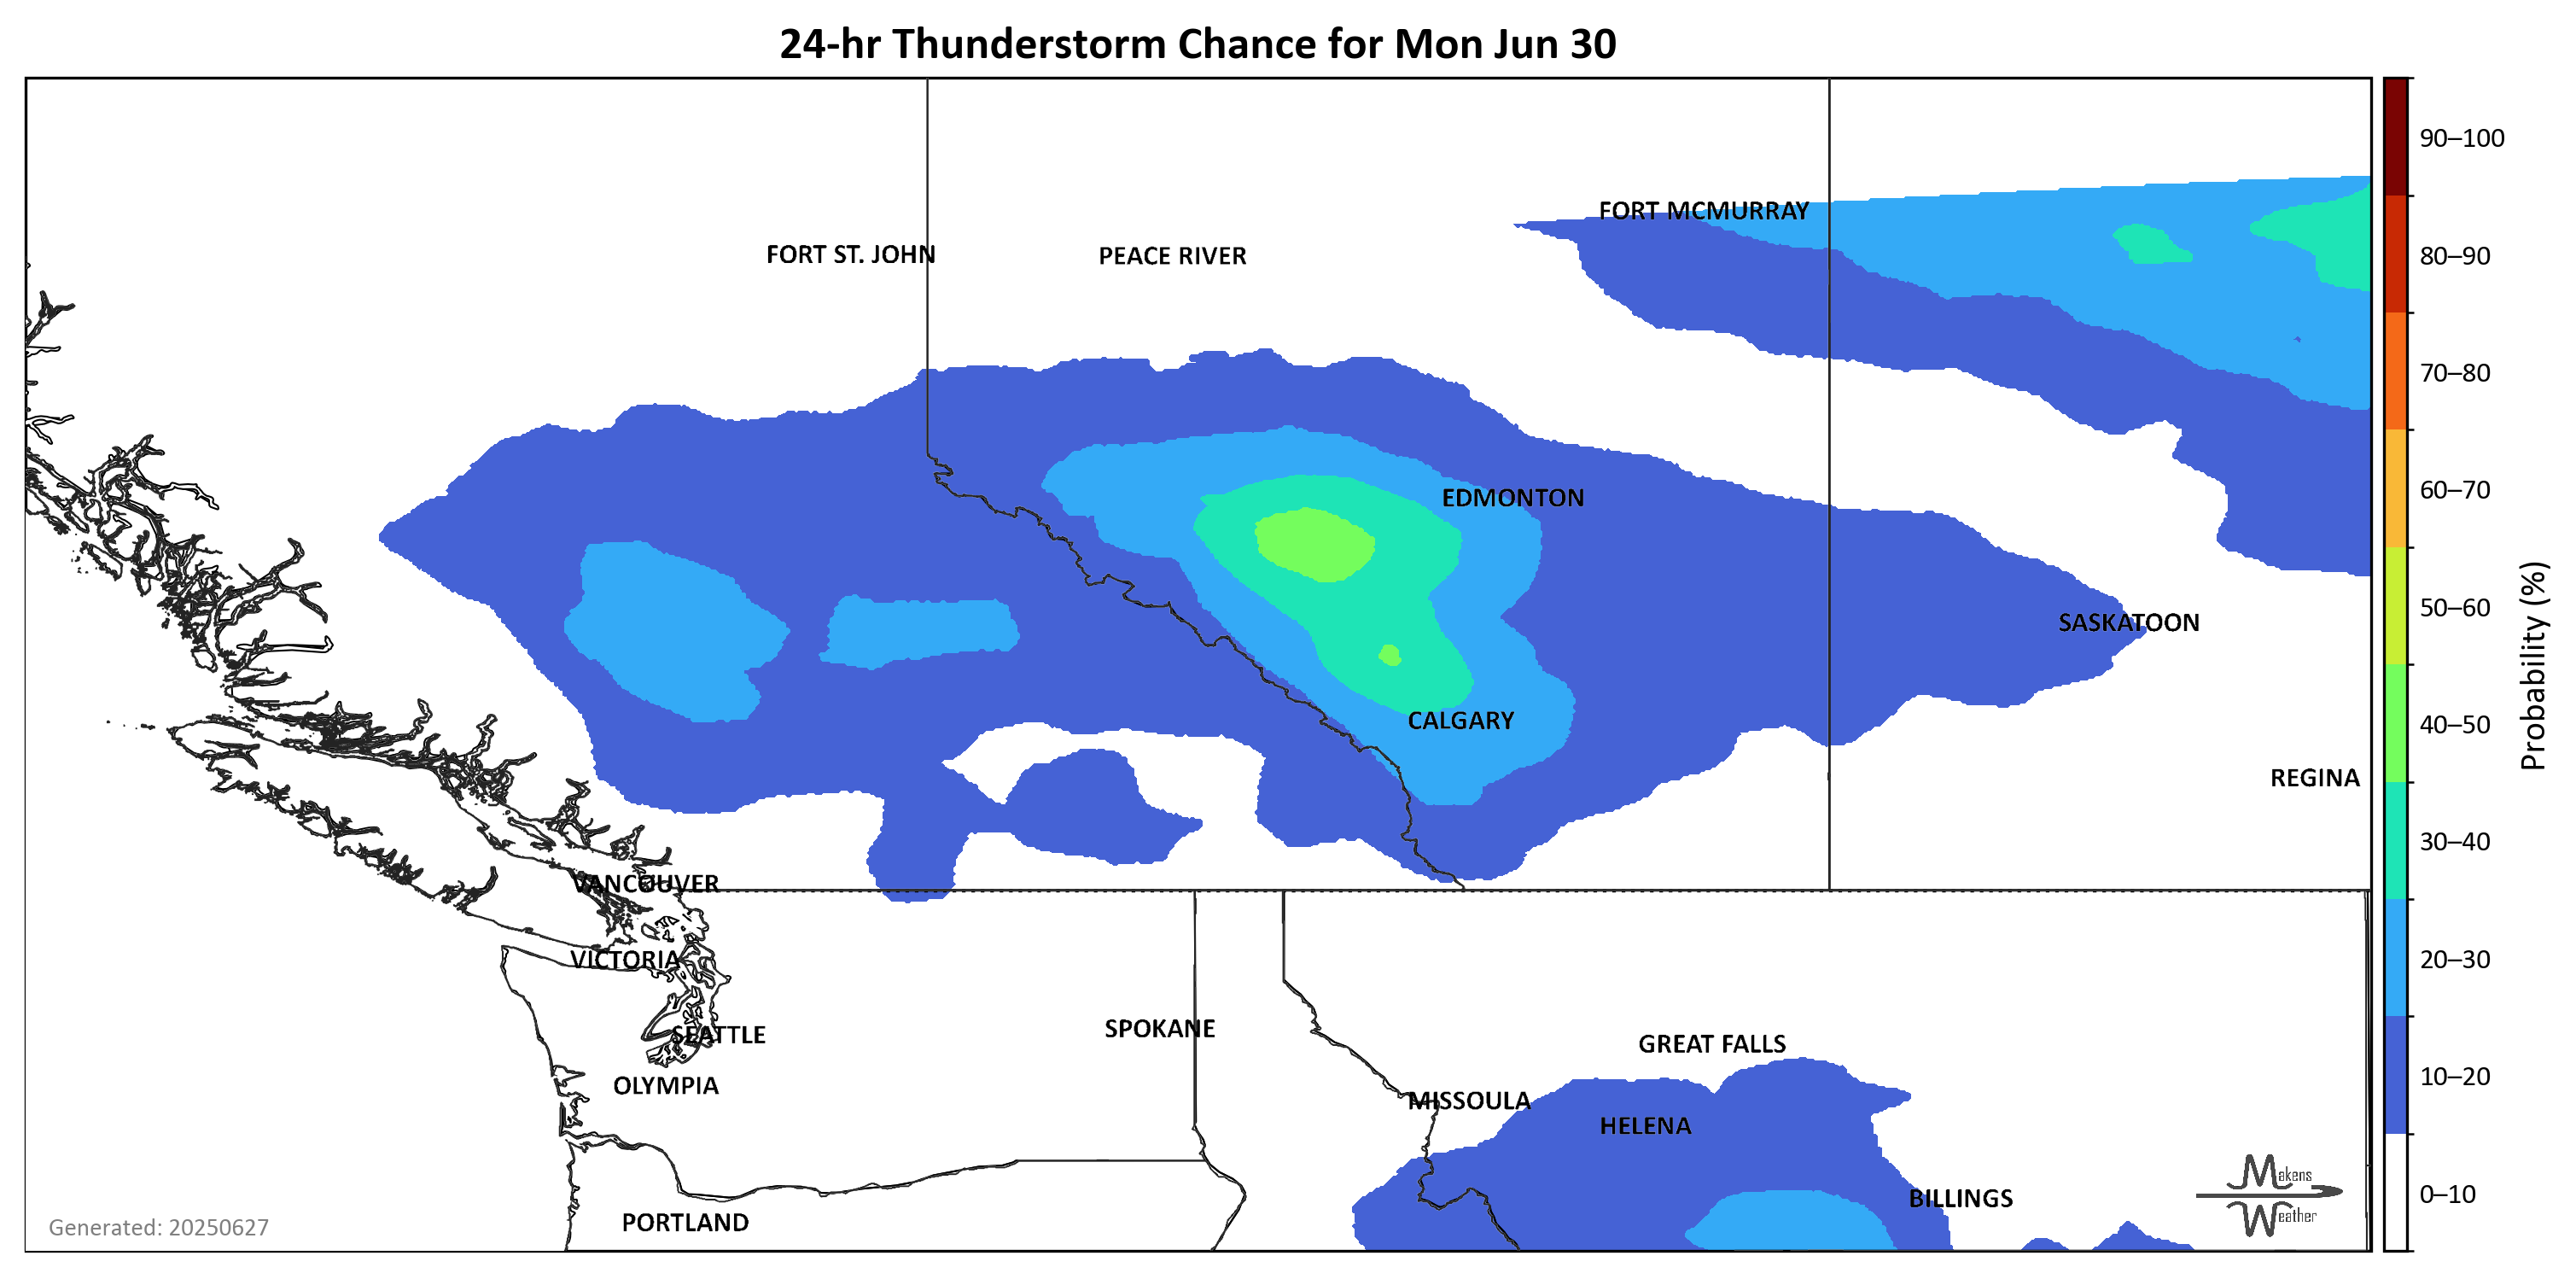 24-hr Thunderstorm Chance for Mon Jun 30
90–100
80–90
70–80
60–70
50–60
40–50
30–40
20–30
10–20
0–10
Probability (%)
FORT MCMURRAY
FORT ST. JOHN
PEACE RIVER
EDMONTON
SASKATOON
CALGARY
REGINA
VANCOUVER
VICTORIA
SPOKANE
SEATTLE
GREAT FALLS
OLYMPIA
MISSOULA
HELENA
BILLINGS
PORTLAND
Makens
Weather
Generated: 20250627